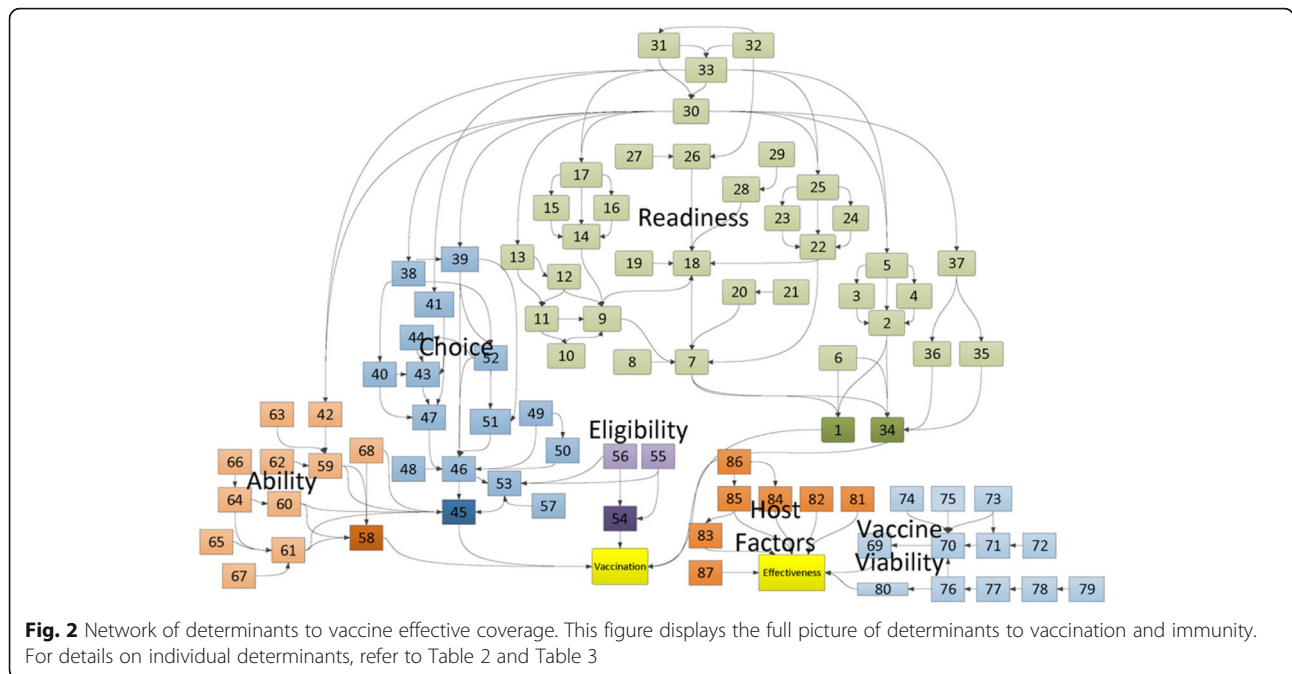 31 32
33
30
27 26 29
17 28 25
15 16 Readiness 23 24
14 22
13 39 19 18 5 37
38 12 20 21 3 4
41 11 9 2
44 Choice 52 10 6 36 35
40 43 8 7
63 42 47 51 49 Eligibility 1 34
66 62 59 68 48 46 50 56 55 86
Ability 53 85 84 82 81 74 75 73
64 60 45 57 54 Host Vaccine
65 61 58 83 Factors 69 70 71 72
67 Vaccination 87 Effectiveness Viability
80 76 77 78 79
Fig. 2 Network of determinants to vaccine effective coverage. This figure displays the full picture of determinants to vaccination and immunity.
For details on individual determinants, refer to Table 2 and Table 3